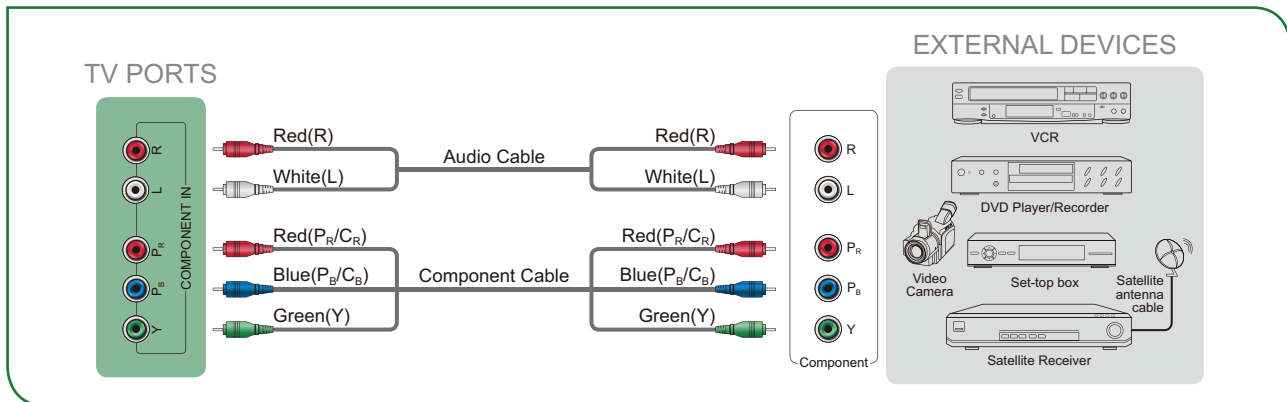 EXTERNAL DEVICES
TV PORTS
R
L
PR
PB
Y
COMPONENT IN
Red(R)
White(L)
Audio Cable
Red(R)
White(L)
Red(PR/CR)
Blue(PB/CB)
Green(Y)
Component Cable
Red(PR/CR)
Blue(PB/CB)
Green(Y)
R
L
PR
PB
Y
Component
VCR
DVD Player/Recorder
Video
Camera
Set-top box
Satellite
antenna
cable
Satellite Receiver